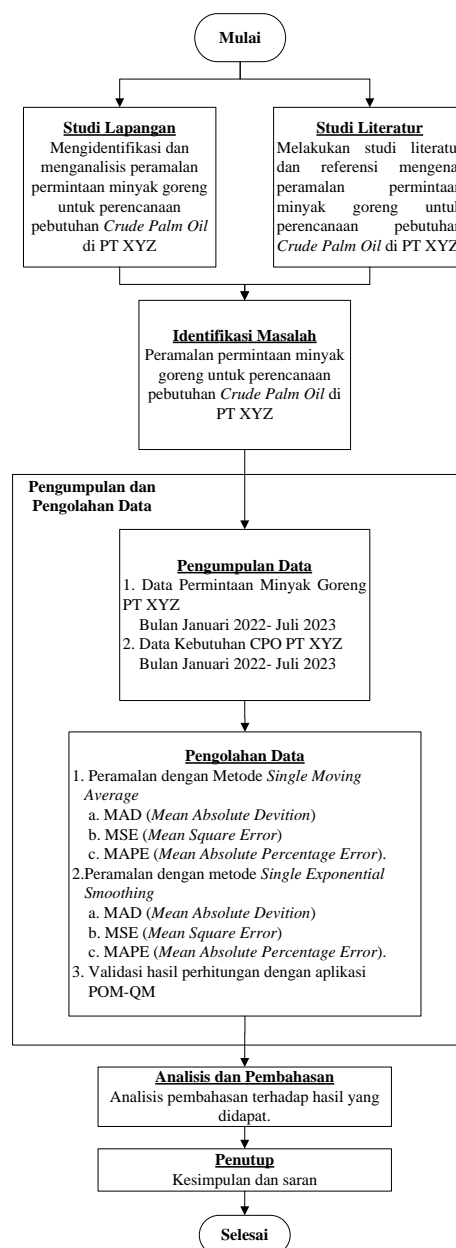 Mulai
Studi Lapangan
Mengidentifikasi dan
menganalisis peramalan
permintaan minyak goreng
untuk perencanaan
pebutuhan Crude Palm Oil
di PT XYZ
Studi Literatur
Melakukan studi literatur
dan referensi mengena
peramalan permintaan
minyak goreng untuk
perencanaan pebutuhan
Crude Palm Oil di PT XYZ
Identifikasi Masalah
Peramalan permintaan minyak
goreng untuk perencanaan
pebutuhan Crude Palm Oil di
PT XYZ
Pengumpulan dan
Pengolahan Data
Pengumpulan Data
1. Data Permintaan Minyak Goreng
PT XYZ
Bulan Januari 2022- Juli 2023
2. Data Kebutuhan CPO PT XYZ
Bulan Januari 2022- Juli 2023
Pengolahan Data
1. Peramalan dengan Metode Single Moving
Average
a. MAD (Mean Absolute Devition)
b. MSE (Mean Square Error)
c. MAPE (Mean Absolute Percentage Error).
2.Peramalan dengan metode Single Exponential
Smoothing
a. MAD (Mean Absolute Devition)
b. MSE (Mean Square Error)
c. MAPE (Mean Absolute Percentage Error).
3. Validasi hasil perhitungan dengan aplikasi
POM-QM
Analisis dan Pembahasan
Analisis pembahasan terhadap hasil yang
didapat.
Penutup
Kesimpulan dan saran
Selesai